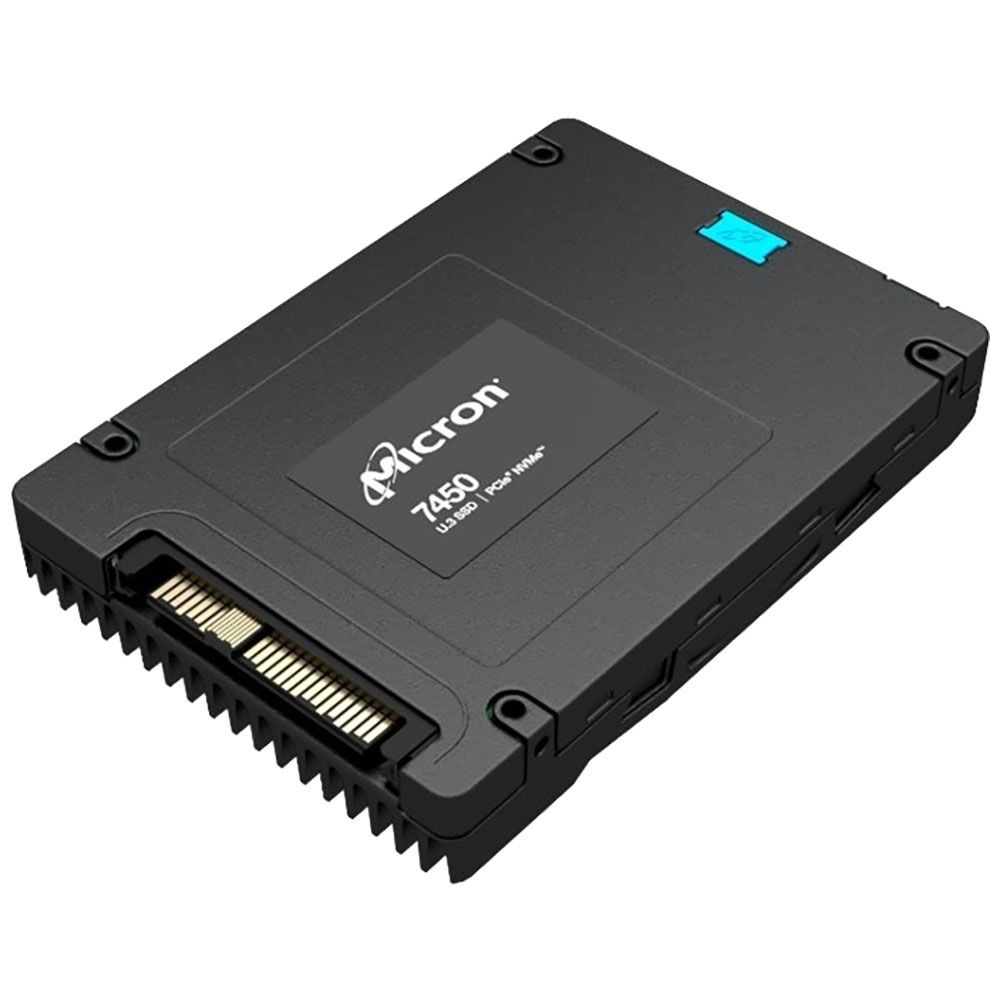 Micron
7450
U.3 SSD | PCIe® NVMe™